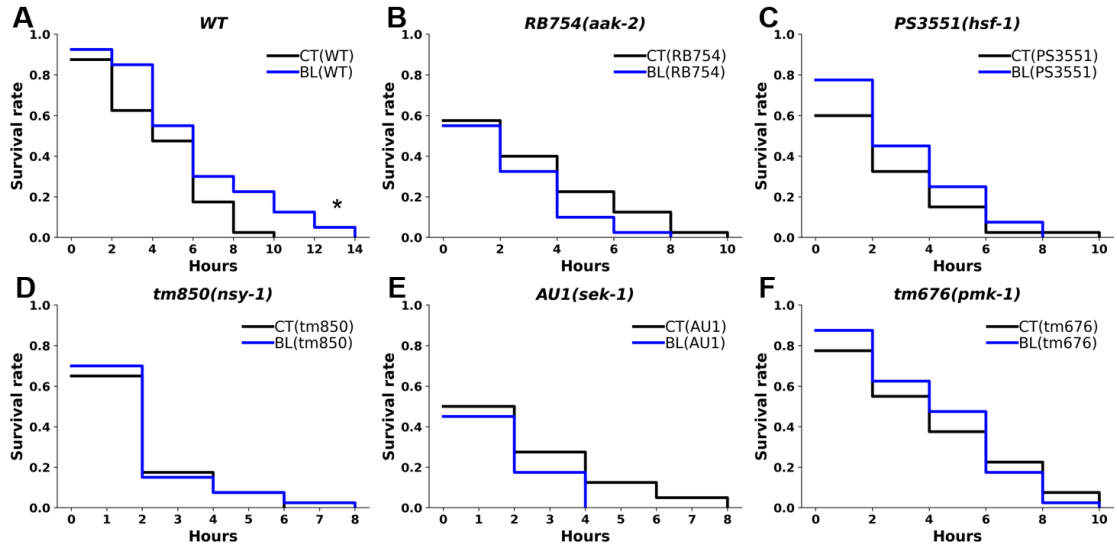 A
WT
1.0
0.8
0.6
0.4
0.2
0.0
Survival rate
CT(WT)
BL(WT)
*
0 2 4 6 8 10 12 14
Hours
B
RB754(aak-2)
1.0
0.8
0.6
0.4
0.2
0.0
Survival rate
CT(RB754)
BL(RB754)
0 2 4 6 8 10
Hours
C
PS3551(hsf-1)
1.0
0.8
0.6
0.4
0.2
0.0
Survival rate
CT(PS3551)
BL(PS3551)
0 2 4 6 8 10
Hours
D
tm850(nsy-1)
1.0
0.8
0.6
0.4
0.2
0.0
Survival rate
CT(tm850)
BL(tm850)
0 1 2 3 4 5 6 7 8
Hours
E
AU1(sek-1)
1.0
0.8
0.6
0.4
0.2
0.0
Survival rate
CT(AU1)
BL(AU1)
0 1 2 3 4 5 6 7 8
Hours
F
tm676(pmk-1)
1.0
0.8
0.6
0.4
0.2
0.0
Survival rate
CT(tm676)
BL(tm676)
0 2 4 6 8 10
Hours